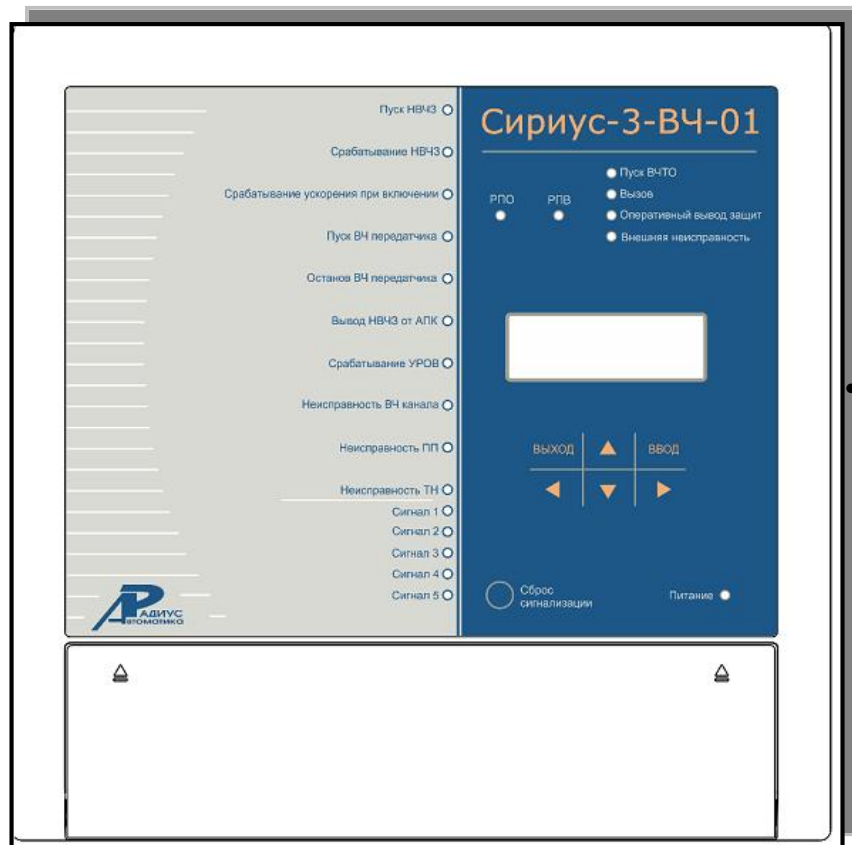 Пуск НВЧЗ
Срабатывание НВЧЗ
Срабатывание ускорения при включении
Пуск ВЧ передатчика
Останов ВЧ передатчика
Вывод НВЧЗ от АПК
Срабатывание УРОВ
Неисправность ВЧ канала
Неисправность ПП
Неисправность ТН
Сигнал 1
Сигнал 2
Сигнал 3
Сигнал 4
Сигнал 5
РАДИУС
Автоматика
Сириус-3-ВЧ-01
Пуск ВЧТО
РПО РПВ
Вызов
Оперативный вывод защит
Внешняя неисправность
ВЫХОД ВВОД
Сброс
сигнализации
Питание